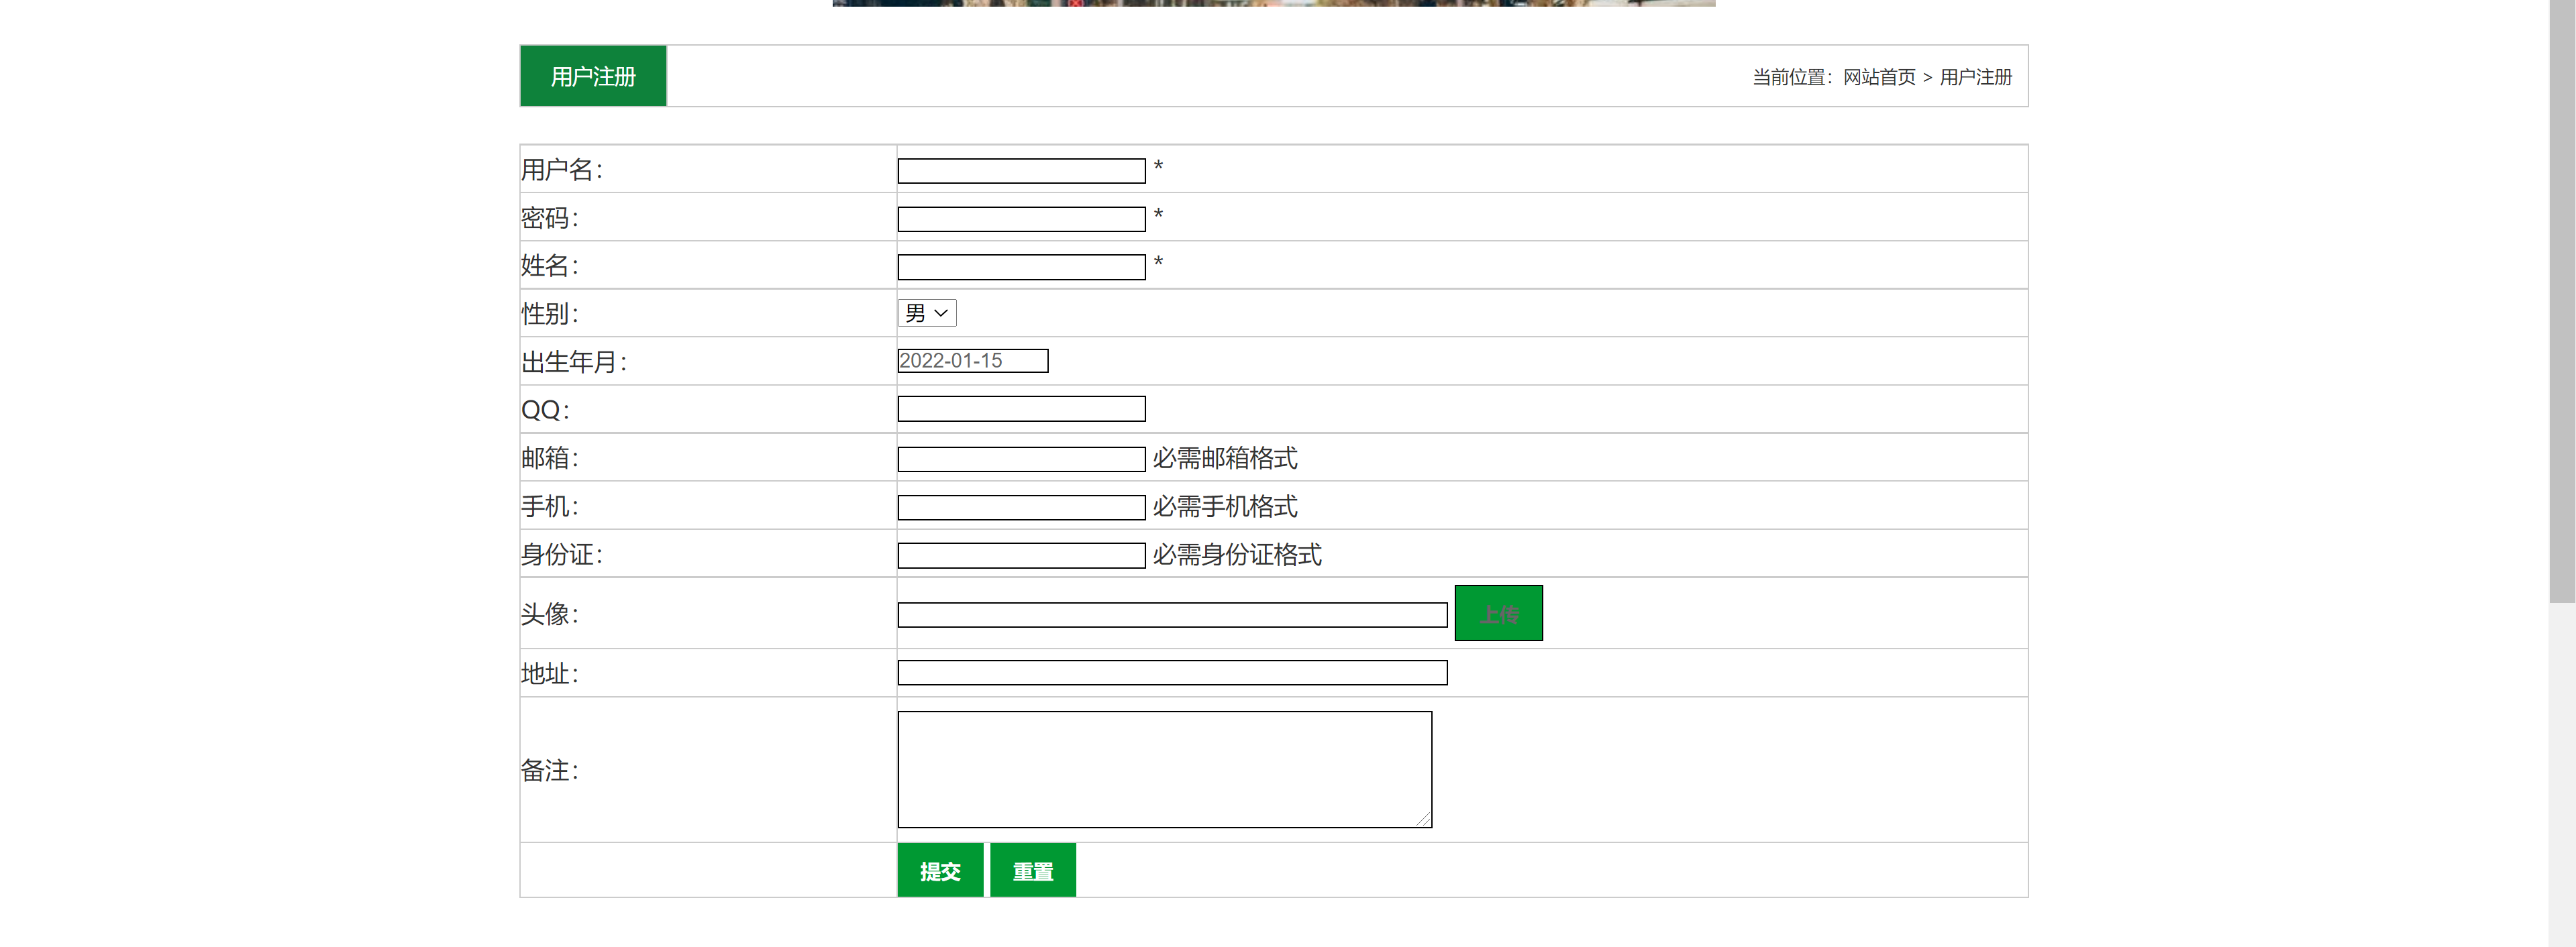 用户注册
当前位置：网站首页 > 用户注册
用户名： *
密码： *
姓名： *
性别： 男
出生年月： 2022-01-15
QQ：
邮箱： 必需邮箱格式
手机： 必需手机格式
身份证： 必需身份证格式
头像： 上传
地址：
备注：
提交 重置